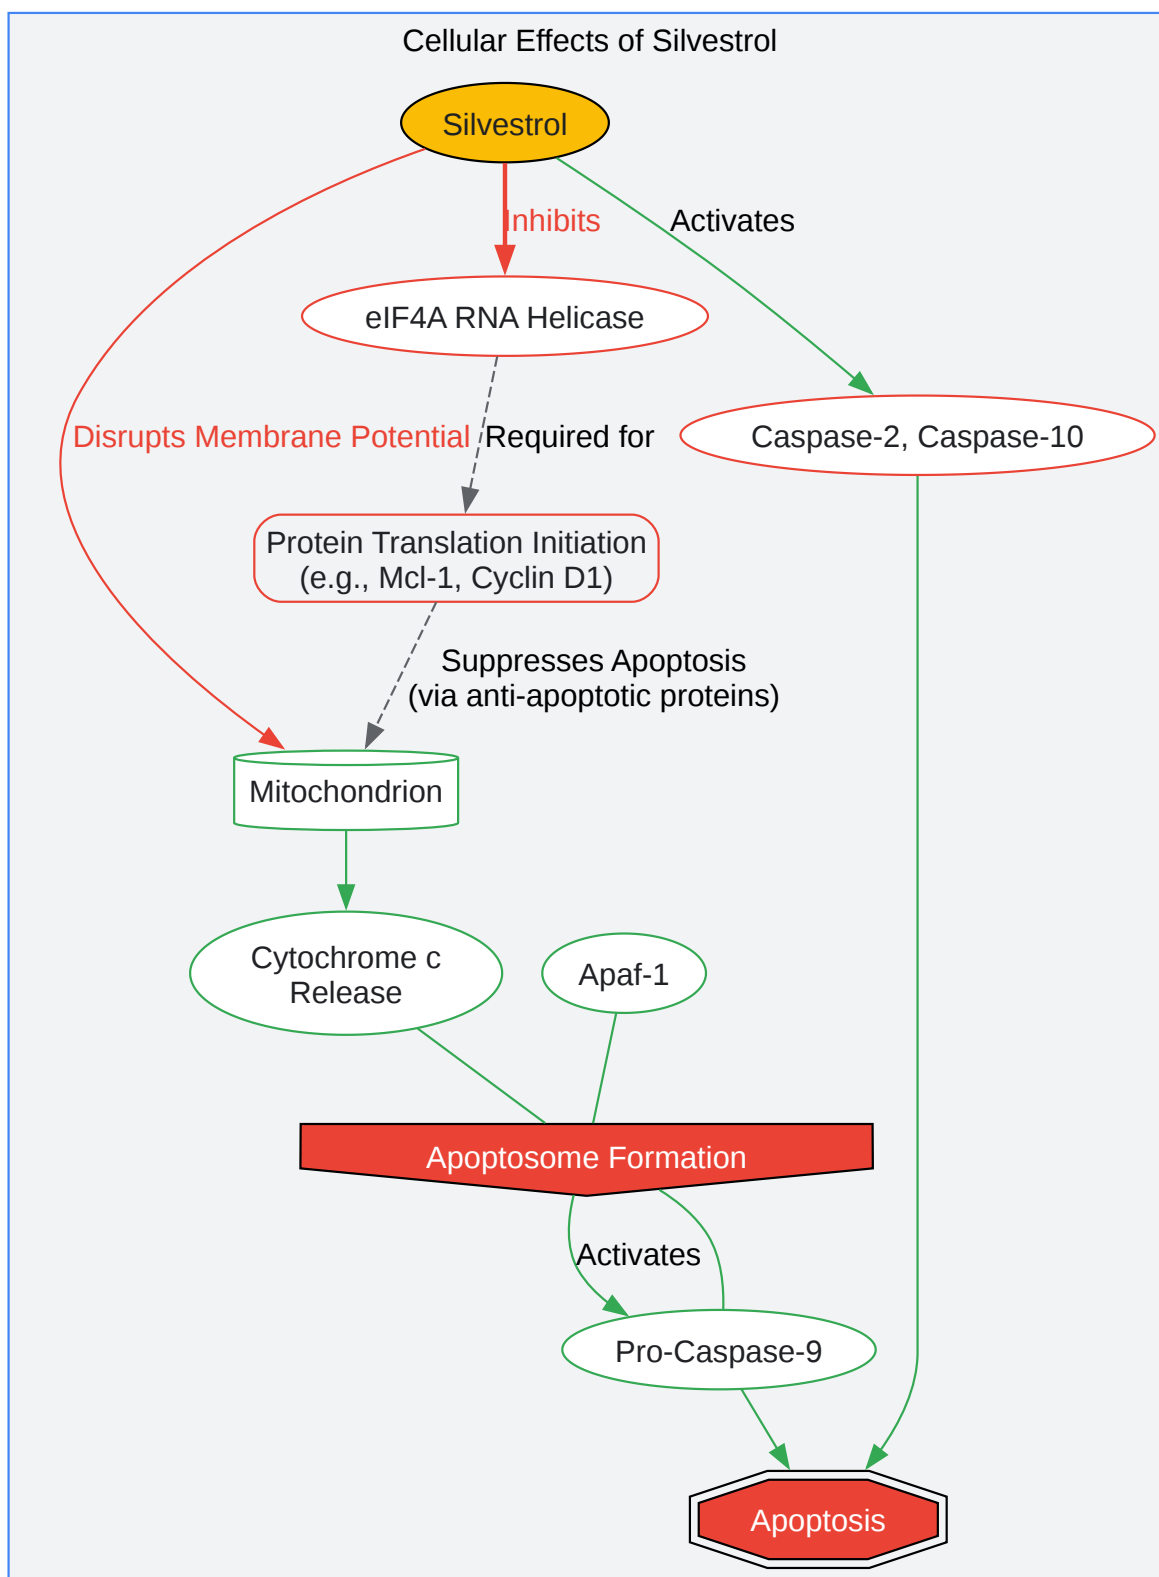 Cellular Effects of Silvestrol
Silvestrol
Inhibits
Activates
eIF4A RNA Helicase
Disrupts Membrane Potential
Required for
Caspase-2, Caspase-10
Protein Translation Initiation
(e.g., Mcl-1, Cyclin D1)
Suppresses Apoptosis
(via anti-apoptotic proteins)
Mitochondrion
Cytochrome c
Release
Apaf-1
Apoptosome Formation
Activates
Pro-Caspase-9
Apoptosis